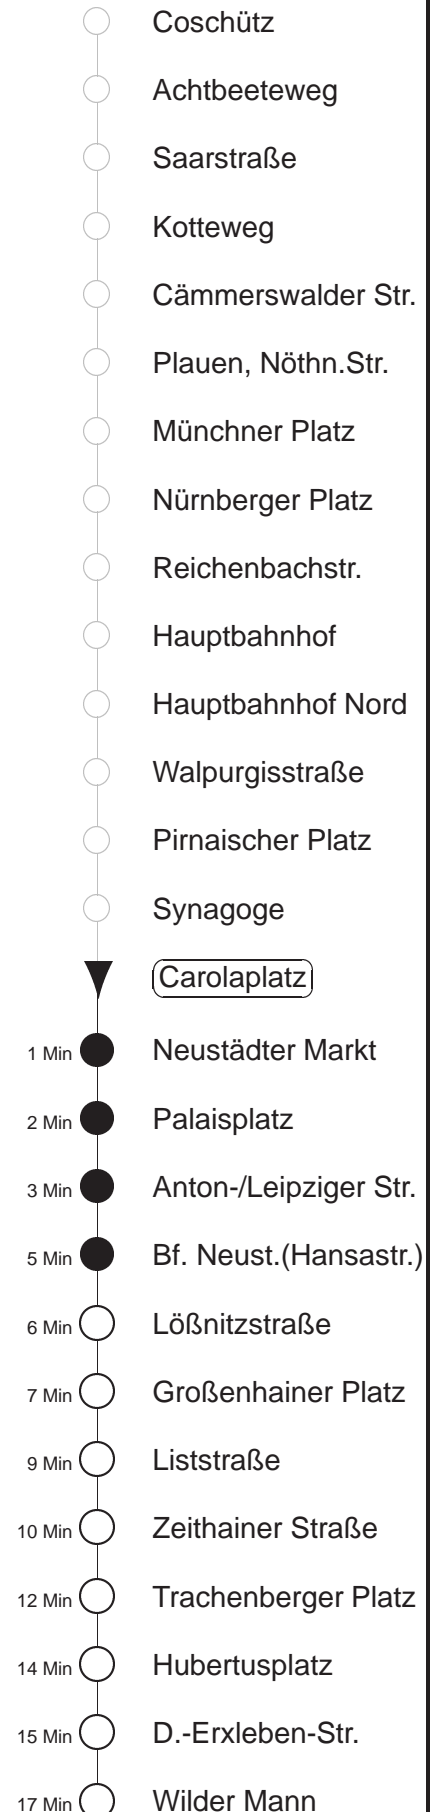 Coschütz
Achtbeeteweg
Saarstraße
Kotteweg
Cämmerswalder Str.
Plauen, Nöthn.Str.
Münchner Platz
Nürnberger Platz
Reichenbachstr.
Hauptbahnhof
Hauptbahnhof Nord
Walpurgisstraße
Pirnaischer Platz
Synagoge
Carolaplatz
1 Min Neustädter Markt
2 Min Palaisplatz
3 Min Anton-/Leipziger Str.
5 Min Bf. Neust.(Hansastr.)
6 Min Lößnitzstraße
7 Min Großenhainer Platz
9 Min Liststraße
10 Min Zeithainer Straße
12 Min Trachenberger Platz
14 Min Hubertusplatz
15 Min D.-Erxleben-Str.
17 Min Wilder Mann